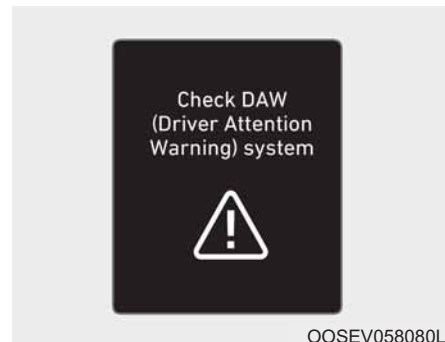 Check DAW
(Driver Attention
Warning) system
OOSEV058080L